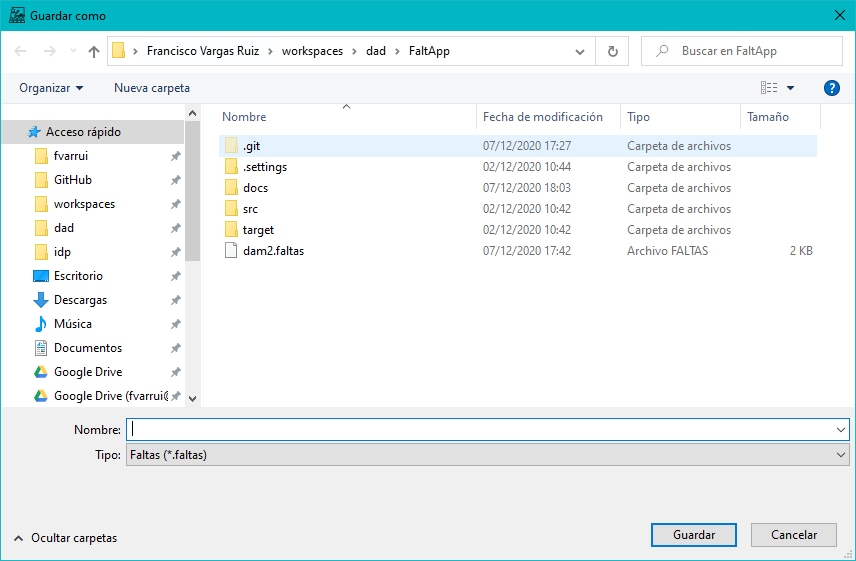 Guardar como
Francisco Vargas Ruiz > workspaces > dad > FaltApp
Buscar en FaltApp
Organizar
Nueva carpeta
?
Nombre Fecha de modificación Tipo Tamaño
Acceso rápido
fvarrui
GitHub
workspaces
dad
idp
Escritorio
Descargas
Música
Documentos
Google Drive
Google Drive (fvarrui@
.git 07/12/2020 17:27 Carpeta de archivos
.settings 02/12/2020 10:44 Carpeta de archivos
docs 07/12/2020 18:03 Carpeta de archivos
src 02/12/2020 10:42 Carpeta de archivos
target 02/12/2020 10:42 Carpeta de archivos
dam2.faltas 07/12/2020 17:42 Archivo FALTAS 2 KB
Nombre:
Tipo: Faltas (*.faltas)
Ocultar carpetas
Guardar
Cancelar